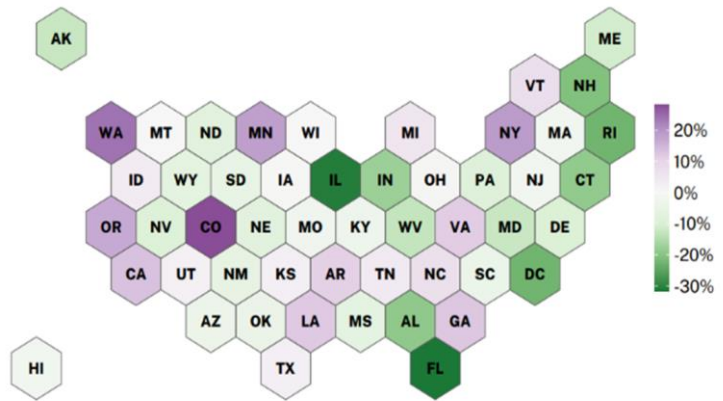 AK ME
VT NH
WA MT ND MN WI MI NY MA RI
ID WY SD IA IL IN OH PA NJ CT
OR NV CO NE MO KY WV VA MD DE
CA UT NM KS AR TN NC SC DC
AZ OK LA MS AL GA
HI TX FL
20%
10%
0%
-10%
-20%
-30%